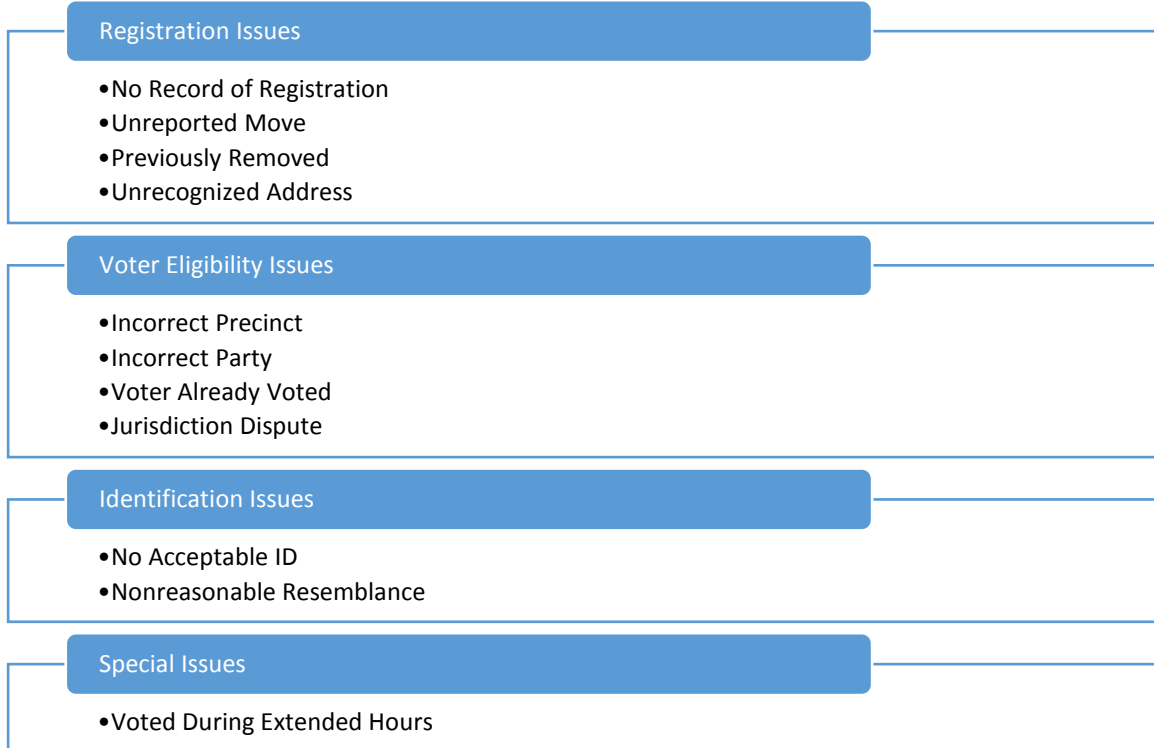 Registration Issues
•No Record of Registration
•Unreported Move
•Previously Removed
•Unrecognized Address
Voter Eligibility Issues
•Incorrect Precinct
•Incorrect Party
•Voter Already Voted
•Jurisdiction Dispute
Identification Issues
•No Acceptable ID
•Nonreasonable Resemblance
Special Issues
•Voted During Extended Hours